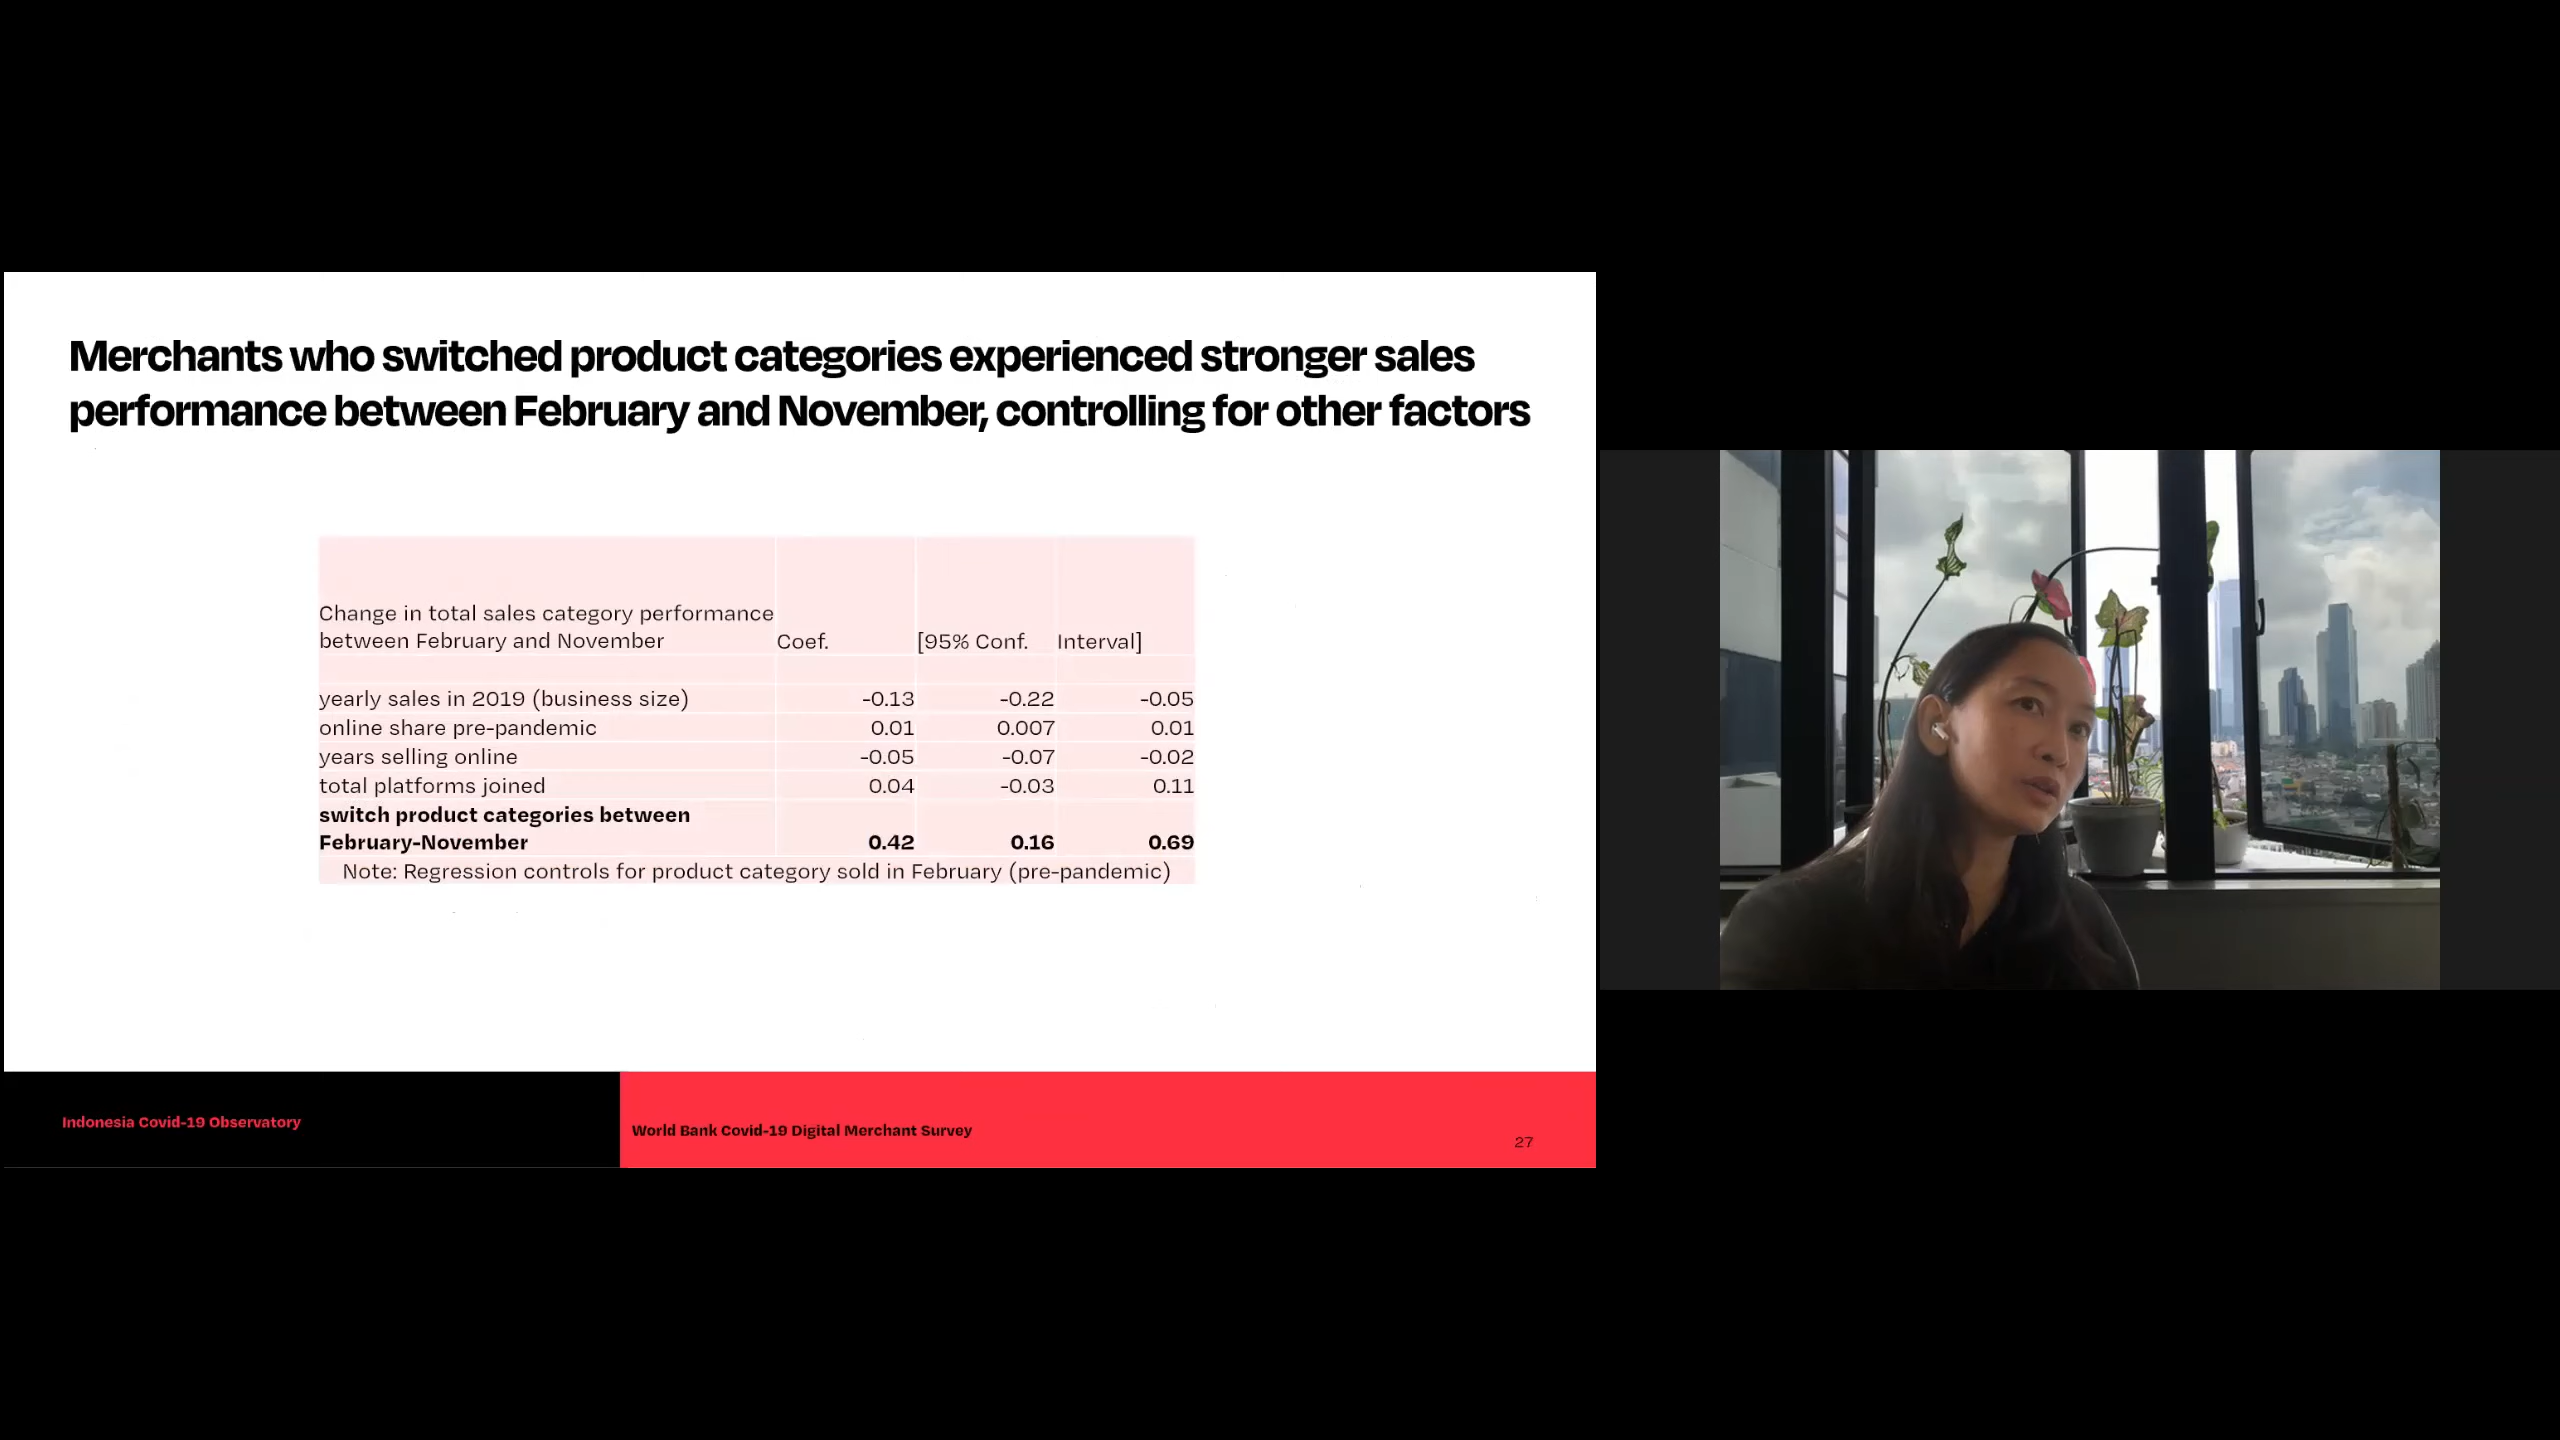 Merchants who switched product categories experienced stronger sales
performance between February and November, controlling for other factors
Change in total sales category performance
between February and November Coef. [95% Conf. Interval]
yearly sales in 2019 (business size) -0.13 -0.22 -0.05
online share pre-pandemic 0.01 0.007 0.01
years selling online -0.05 -0.07 -0.02
total platforms joined 0.04 -0.03 0.11
switch product categories between
February-November 0.42 0.16 0.69
Note: Regression controls for product category sold in February (pre-pandemic)
Indonesia Covid-19 Observatory
World Bank Covid-19 Digital Merchant Survey
27